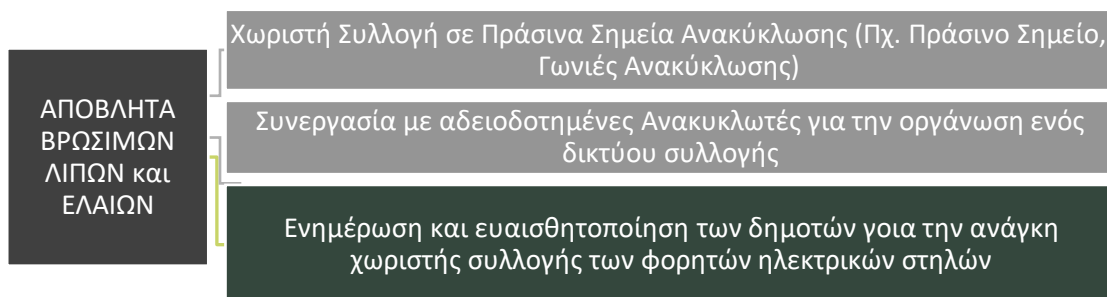 ΑΠΟΒΛΗΤΑ
ΒΡΩΣΙΜΩΝ
ΛΙΠΩΝ και
ΕΛΑΙΩΝ
Χωριστή Συλλογή σε Πράσινα Σημεία Ανακύκλωσης (Πχ. Πράσινο Σημείο,
Γωνιές Ανακύκλωσης)
Συνεργασία με αδειοδοτημένες Ανακυκλωτές για την οργάνωση ενός
δικτύου συλλογής
Ενημέρωση και ευαισθητοποίηση των δημοτών γοια την ανάγκη
χωριστής συλλογής των φορητών ηλεκτρικών στηλών